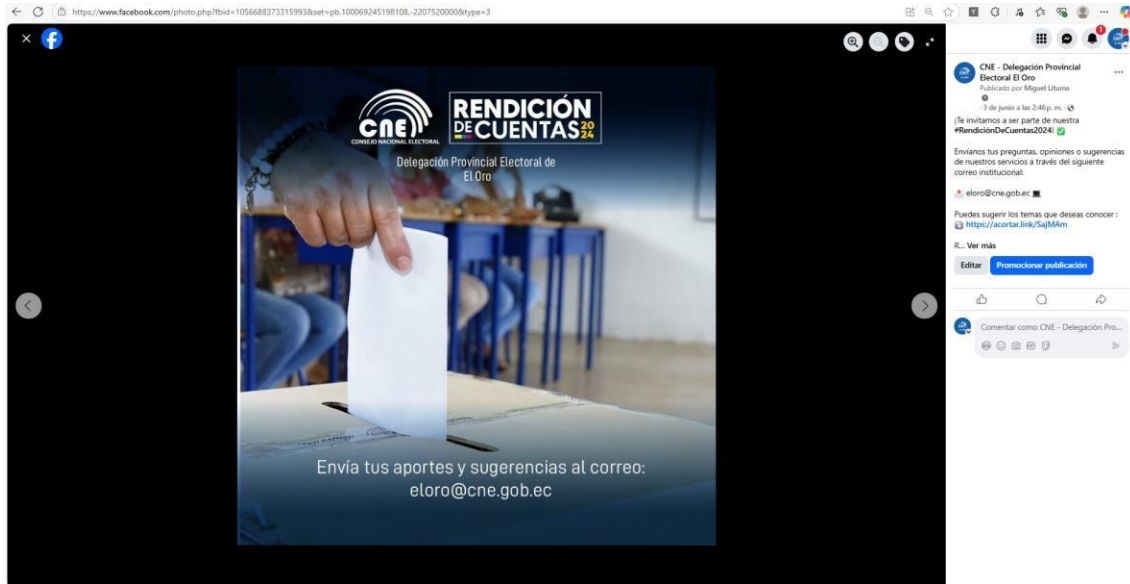 https://www.facebook.com/photo.php?fbid=1056688373315993&set=pb.100069245198108.-2207520000&type=3
CNE
CONSEJO NACIONAL ELECTORAL
RENDICIÓN
DE CUENTAS 2024
Delegación Provincial Electoral de
El Oro
Envía tus aportes y sugerencias al correo:
eloro@cne.gob.ec
1
CNE - Delegación Provincial
Electoral El Oro
Publicado por Miguel Lituma
· 3 de junio a las 2:46 p. m. ·
¡Te invitamos a ser parte de nuestra
#RendiciónDeCuentas2024! ✅
Envíanos tus preguntas, opiniones o sugerencias
de nuestros servicios a través del siguiente
correo institucional:
📩 eloro@cne.gob.ec 💻
Puedes sugerir los temas que deseas conocer :
➡️ https://acortar.link/SajMAm
R... Ver más
Editar
Promocionar publicación
Comentar como CNE - Delegación Pro...